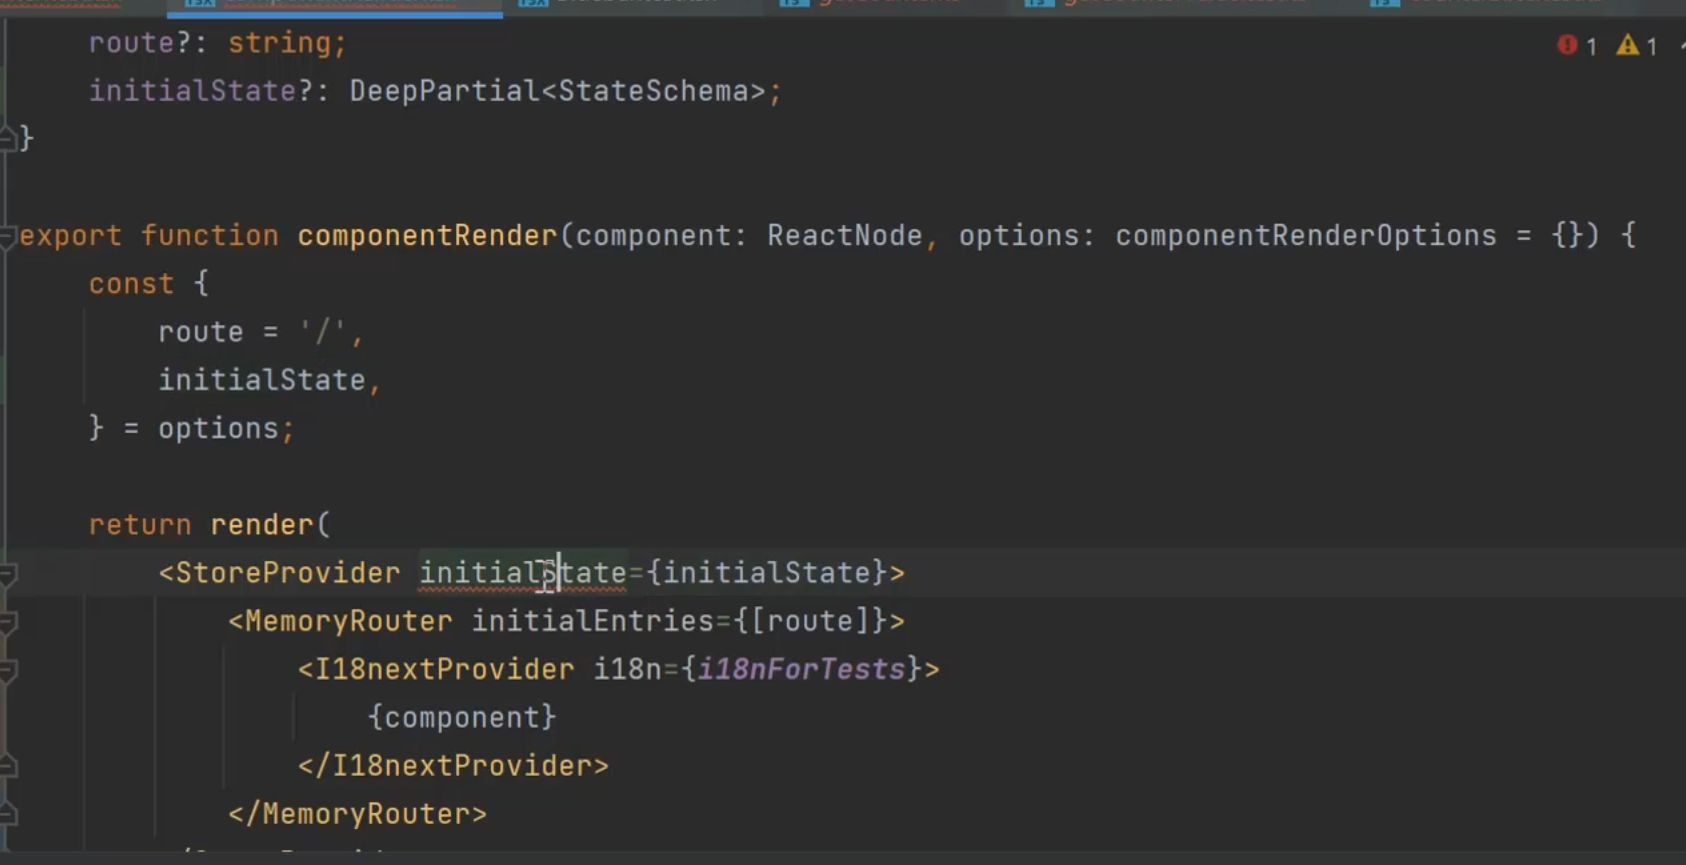 route?: string;
1 1
initialState?: DeepPartial<StateSchema>;
}
export function componentRender(component: ReactNode, options: componentRenderOptions = {}) {
const {
route = '/',
initialState,
} = options;
return render(
<StoreProvider initialState={initialState}>
<MemoryRouter initialEntries={[route]}>
<I18nextProvider i18n={i18nForTests}>
{component}
</I18nextProvider>
</MemoryRouter>